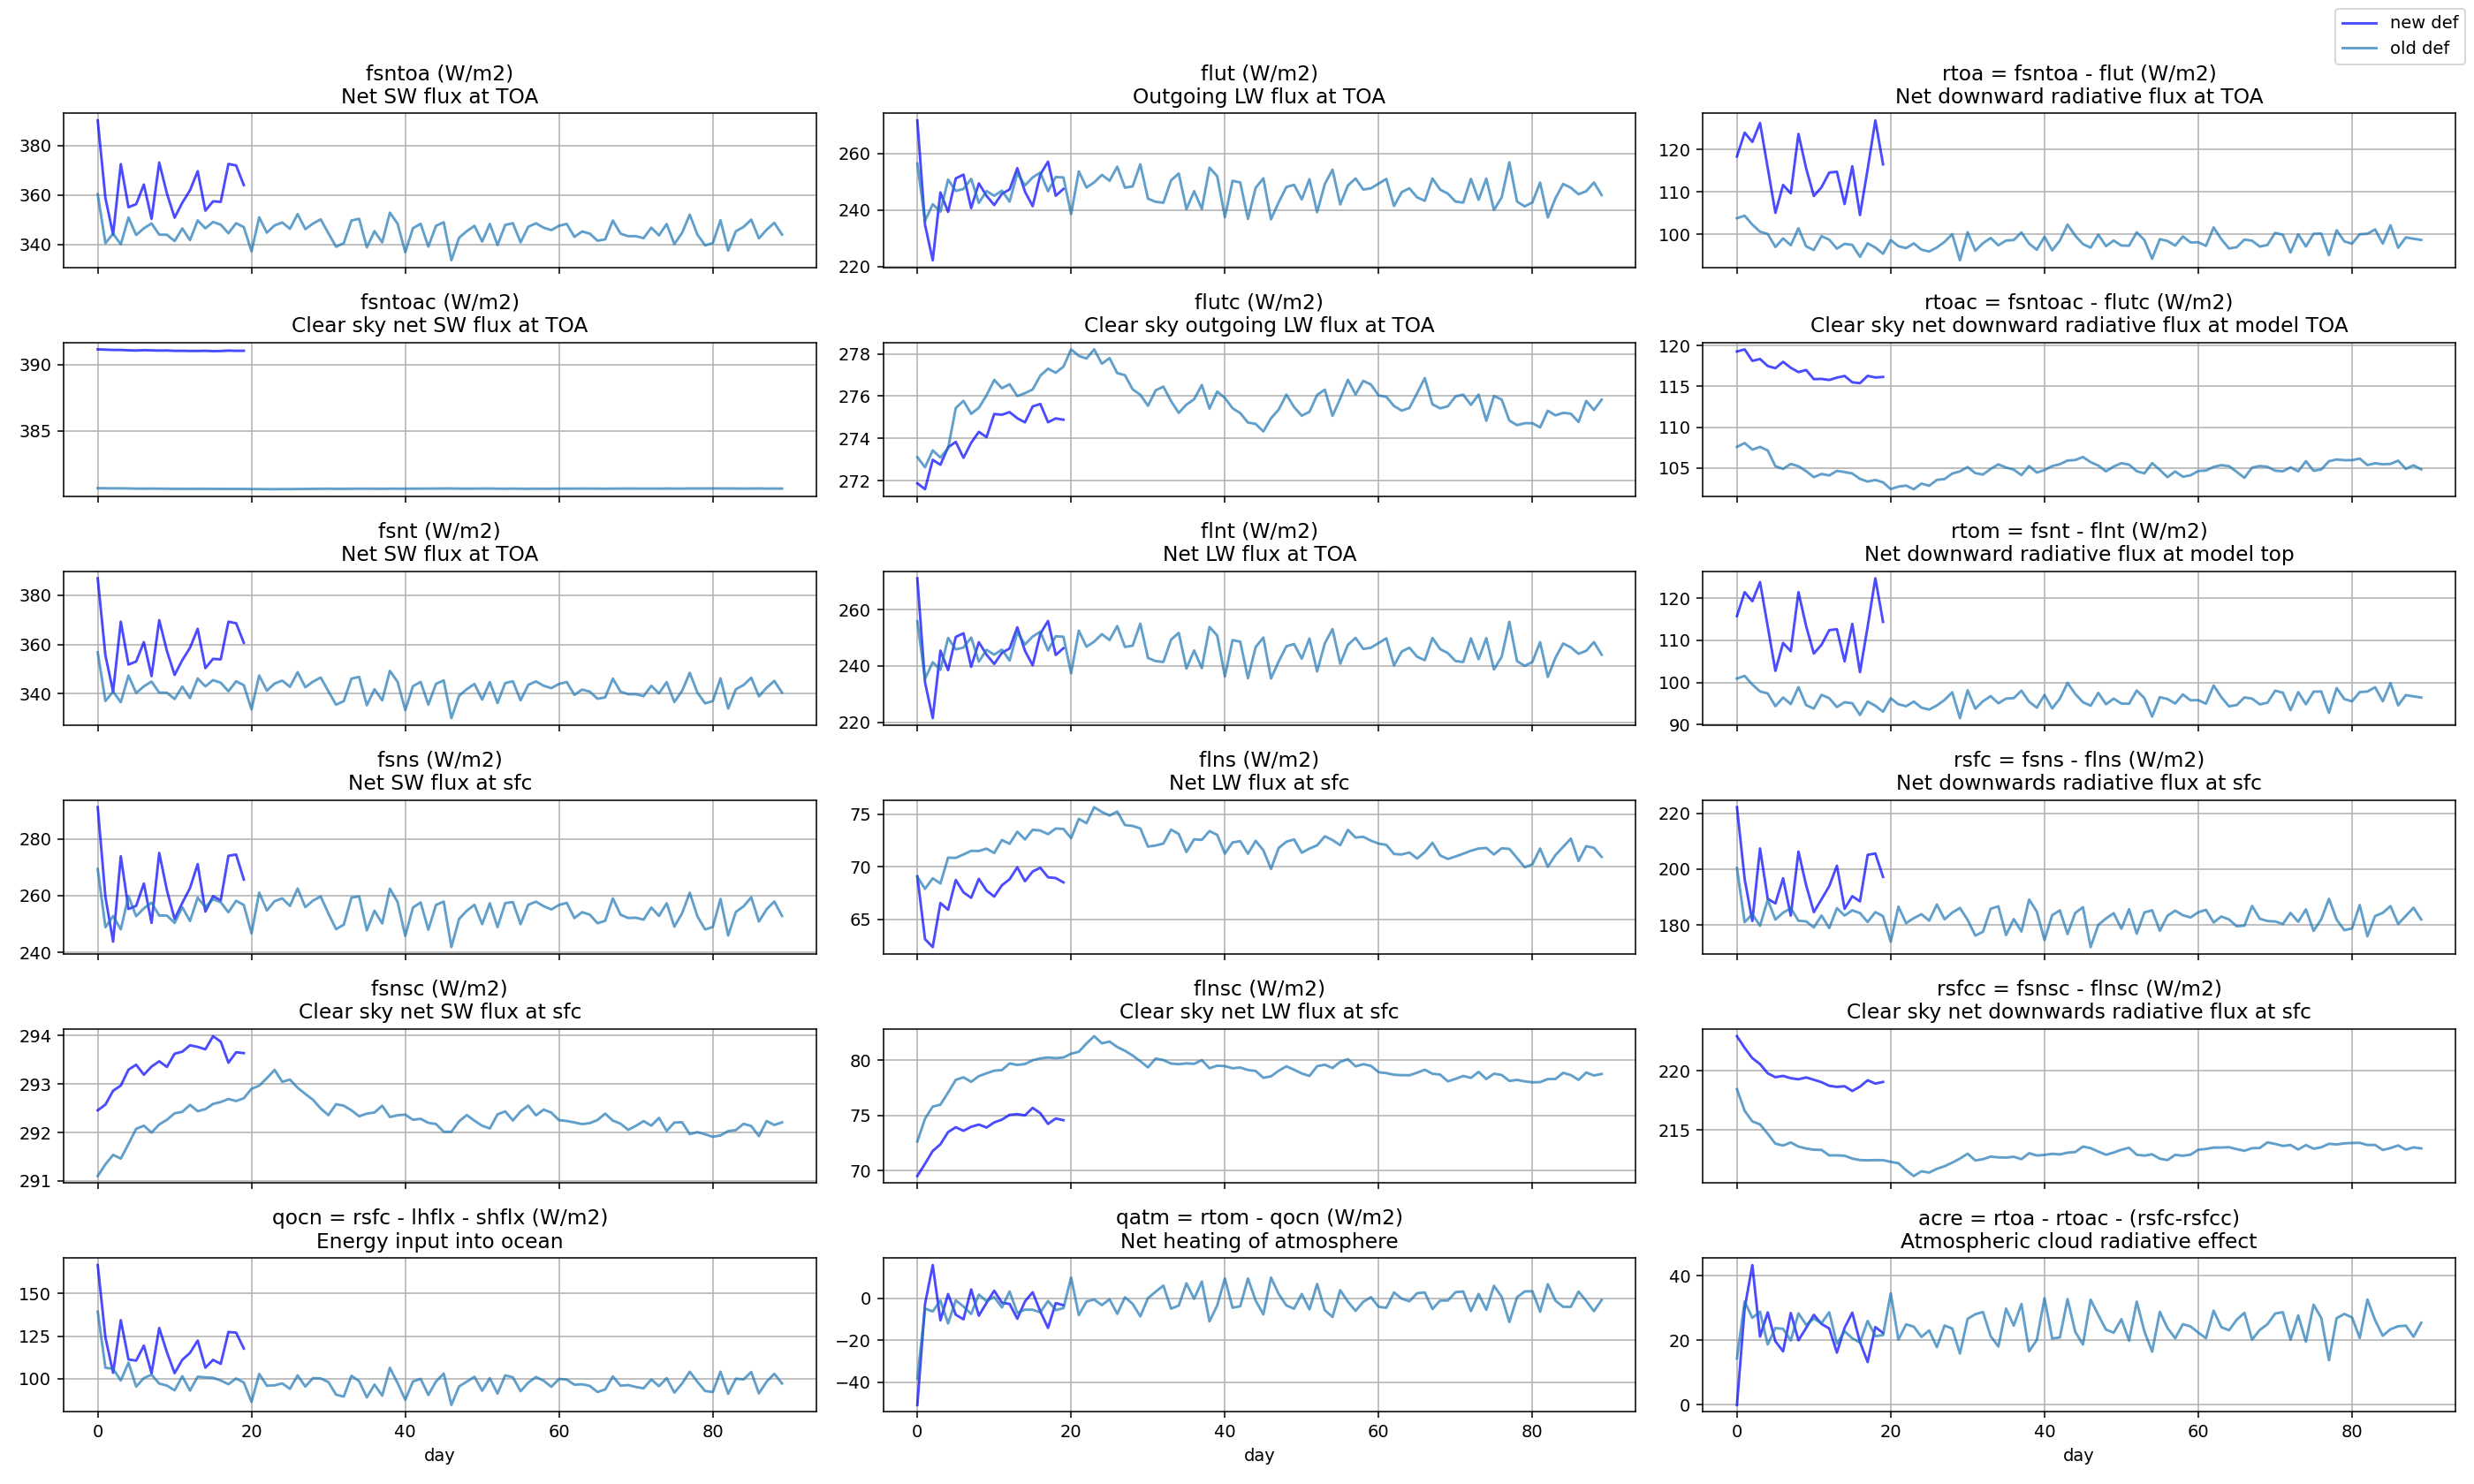 new def
old def
fsntoa (W/m2)
Net SW flux at TOA
380
360
340
flut (W/m2)
Outgoing LW flux at TOA
260
240
220
rtoa = fsntoa - flut (W/m2)
Net downward radiative flux at TOA
120
110
100
fsntoac (W/m2)
Clear sky net SW flux at TOA
390
385
flutc (W/m2)
Clear sky outgoing LW flux at TOA
278
276
274
272
rtoac = fsntoac - flutc (W/m2)
Clear sky net downward radiative flux at model TOA
120
115
110
105
fsnt (W/m2)
Net SW flux at TOA
380
360
340
flnt (W/m2)
Net LW flux at TOA
260
240
220
rtom = fsnt - flnt (W/m2)
Net downward radiative flux at model top
120
110
100
90
fsns (W/m2)
Net SW flux at sfc
280
260
240
flns (W/m2)
Net LW flux at sfc
75
70
65
rsfc = fsns - flns (W/m2)
Net downwards radiative flux at sfc
220
200
180
fsnsc (W/m2)
Clear sky net SW flux at sfc
294
293
292
291
flnsc (W/m2)
Clear sky net LW flux at sfc
80
75
70
rsfcc = fsnsc - flnsc (W/m2)
Clear sky net downwards radiative flux at sfc
220
215
qocn = rsfc - lhflx - shflx (W/m2)
Energy input into ocean
150
125
100
0 20 40 60 80
day
qatm = rtom - qocn (W/m2)
Net heating of atmosphere
0
−20
−40
0 20 40 60 80
day
acre = rtoa - rtoac - (rsfc-rsfcc)
Atmospheric cloud radiative effect
40
20
0
0 20 40 60 80
day